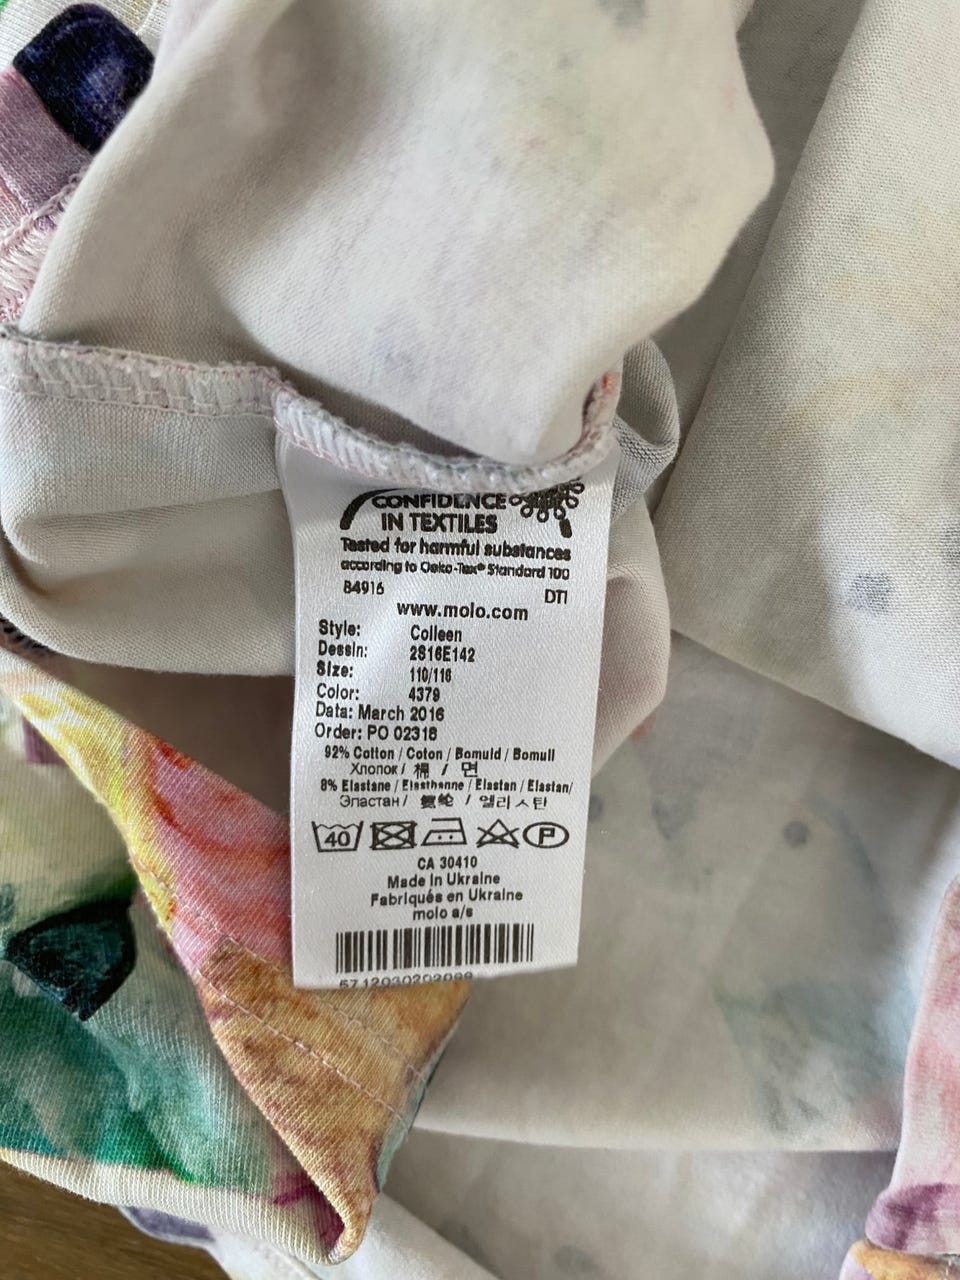 CONFIDENCE
IN TEXTILES
Tested for harmful substances
according to Oeko-Tex® Standard 100
84916 DTI
www.molo.com
Style: Colleen
Dessin: 2S16E142
Size: 110/116
Color: 4379
Data: March 2016
Order: PO 02316
92% Cotton / Coton / Bomuld / Bomull
Хлопок / 棉 / 면
8% Elastane / Elasthanne / Elastan / Elastan/
Эластан / 氨纶 / 엘리스틴
40 P
CA 30410
Made in Ukraine
Fabriqués en Ukraine
molo a/s